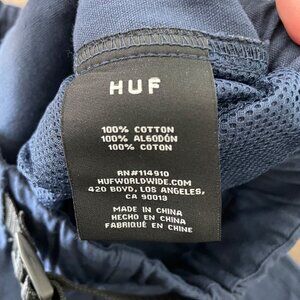 HUF
100% COTTON
100% ALGODÓN
100% COTON
RN#114910
HUFWORLDWIDE.COM
420 BOYD, LOS ANGELES,
CA 90013
MADE IN CHINA
HECHO EN CHINA
FABRIQUÉ EN CHINE